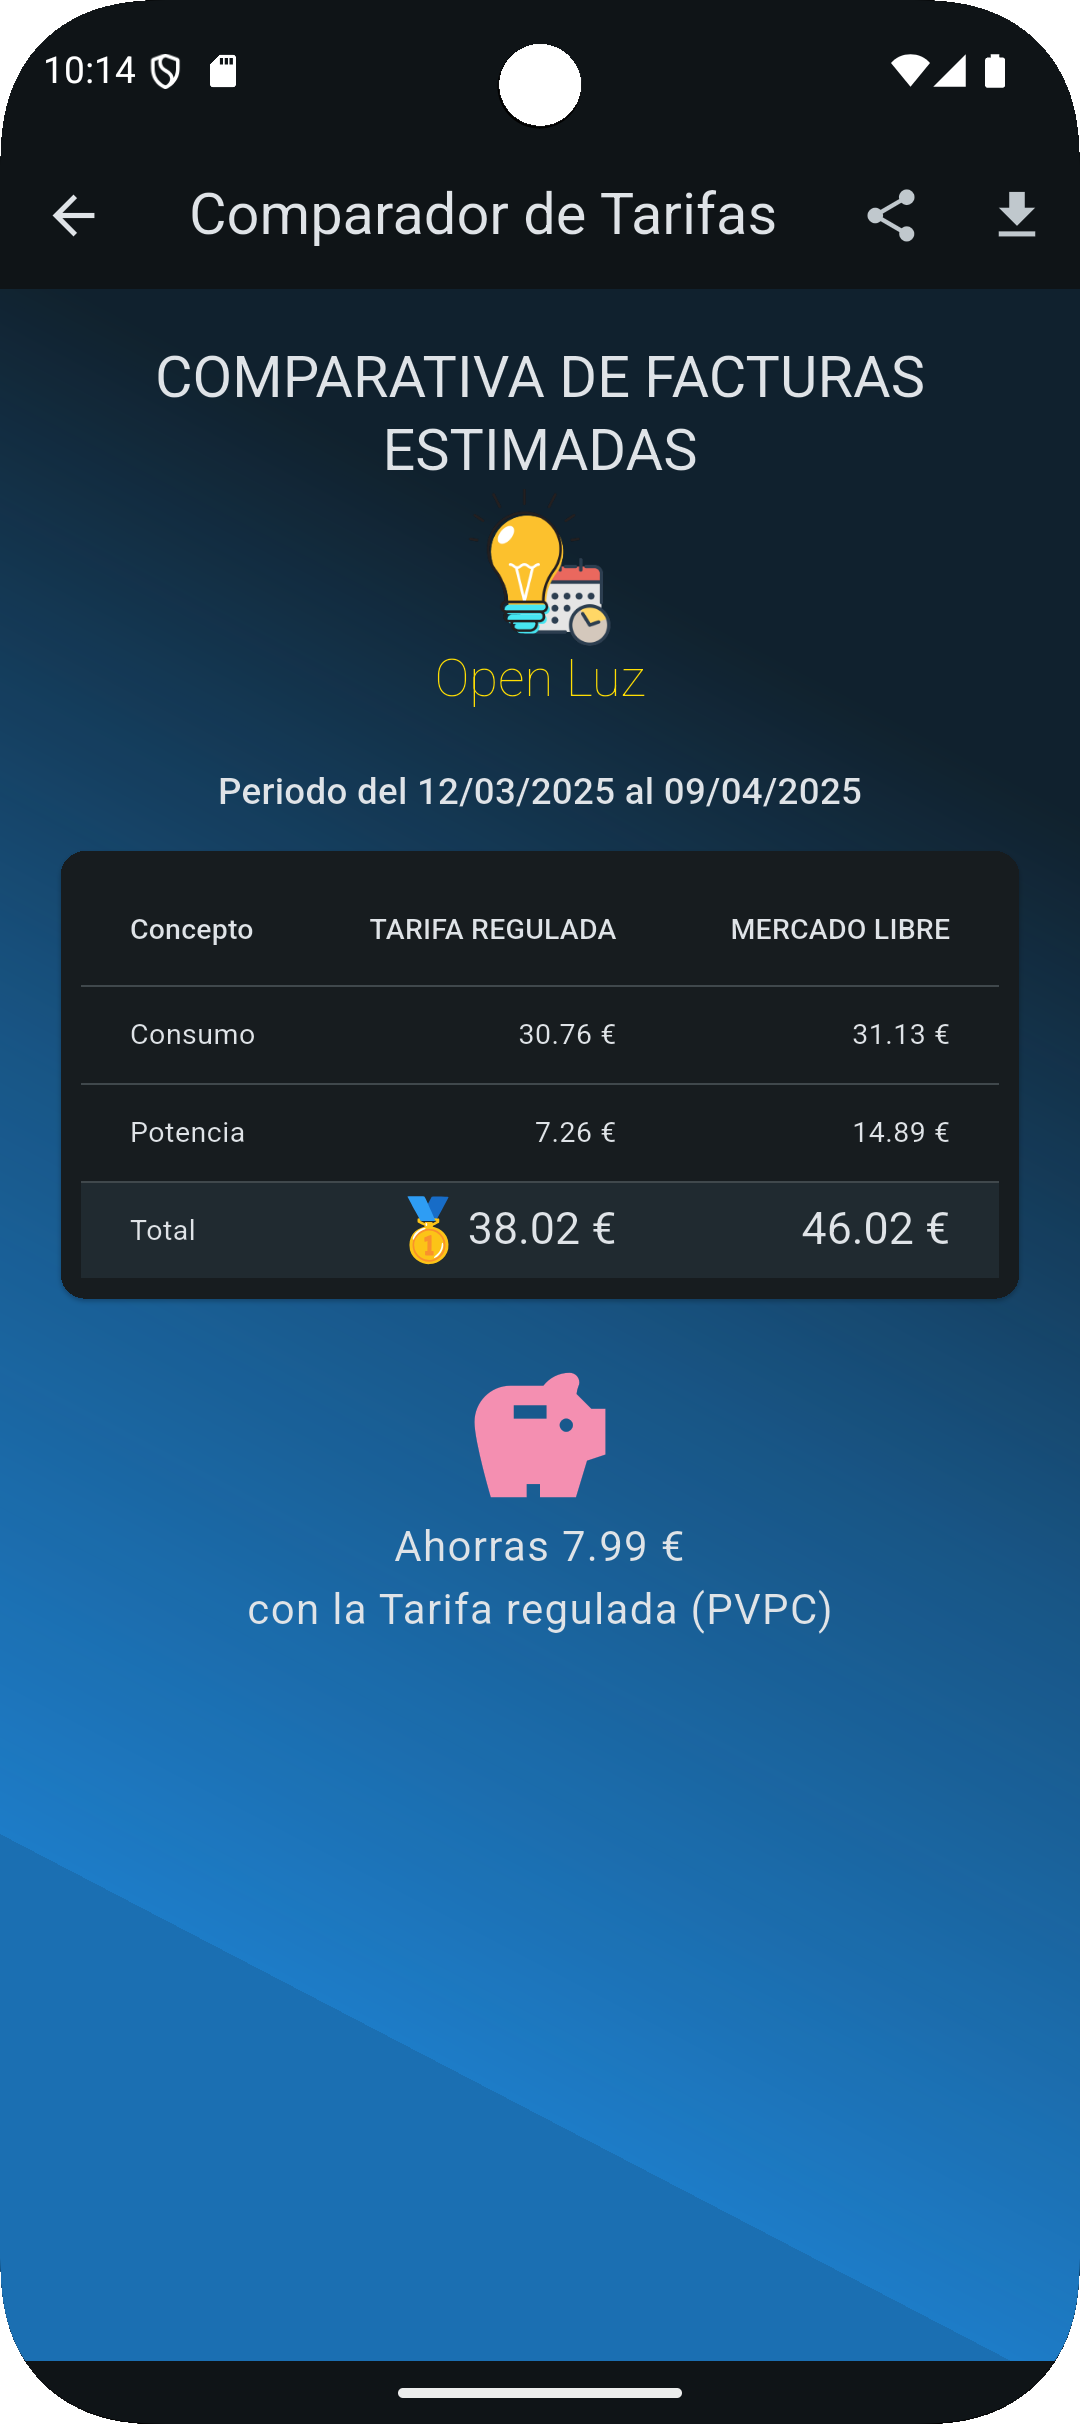 10:14
Comparador de Tarifas
COMPARATIVA DE FACTURAS
ESTIMADAS
Open Luz
Periodo del 12/03/2025 al 09/04/2025
Concepto TARIFA REGULADA MERCADO LIBRE
Consumo 30.76 € 31.13 €
Potencia 7.26 € 14.89 €
Total 🥇 38.02 € 46.02 €
Ahorras 7.99 €
con la Tarifa regulada (PVPC)